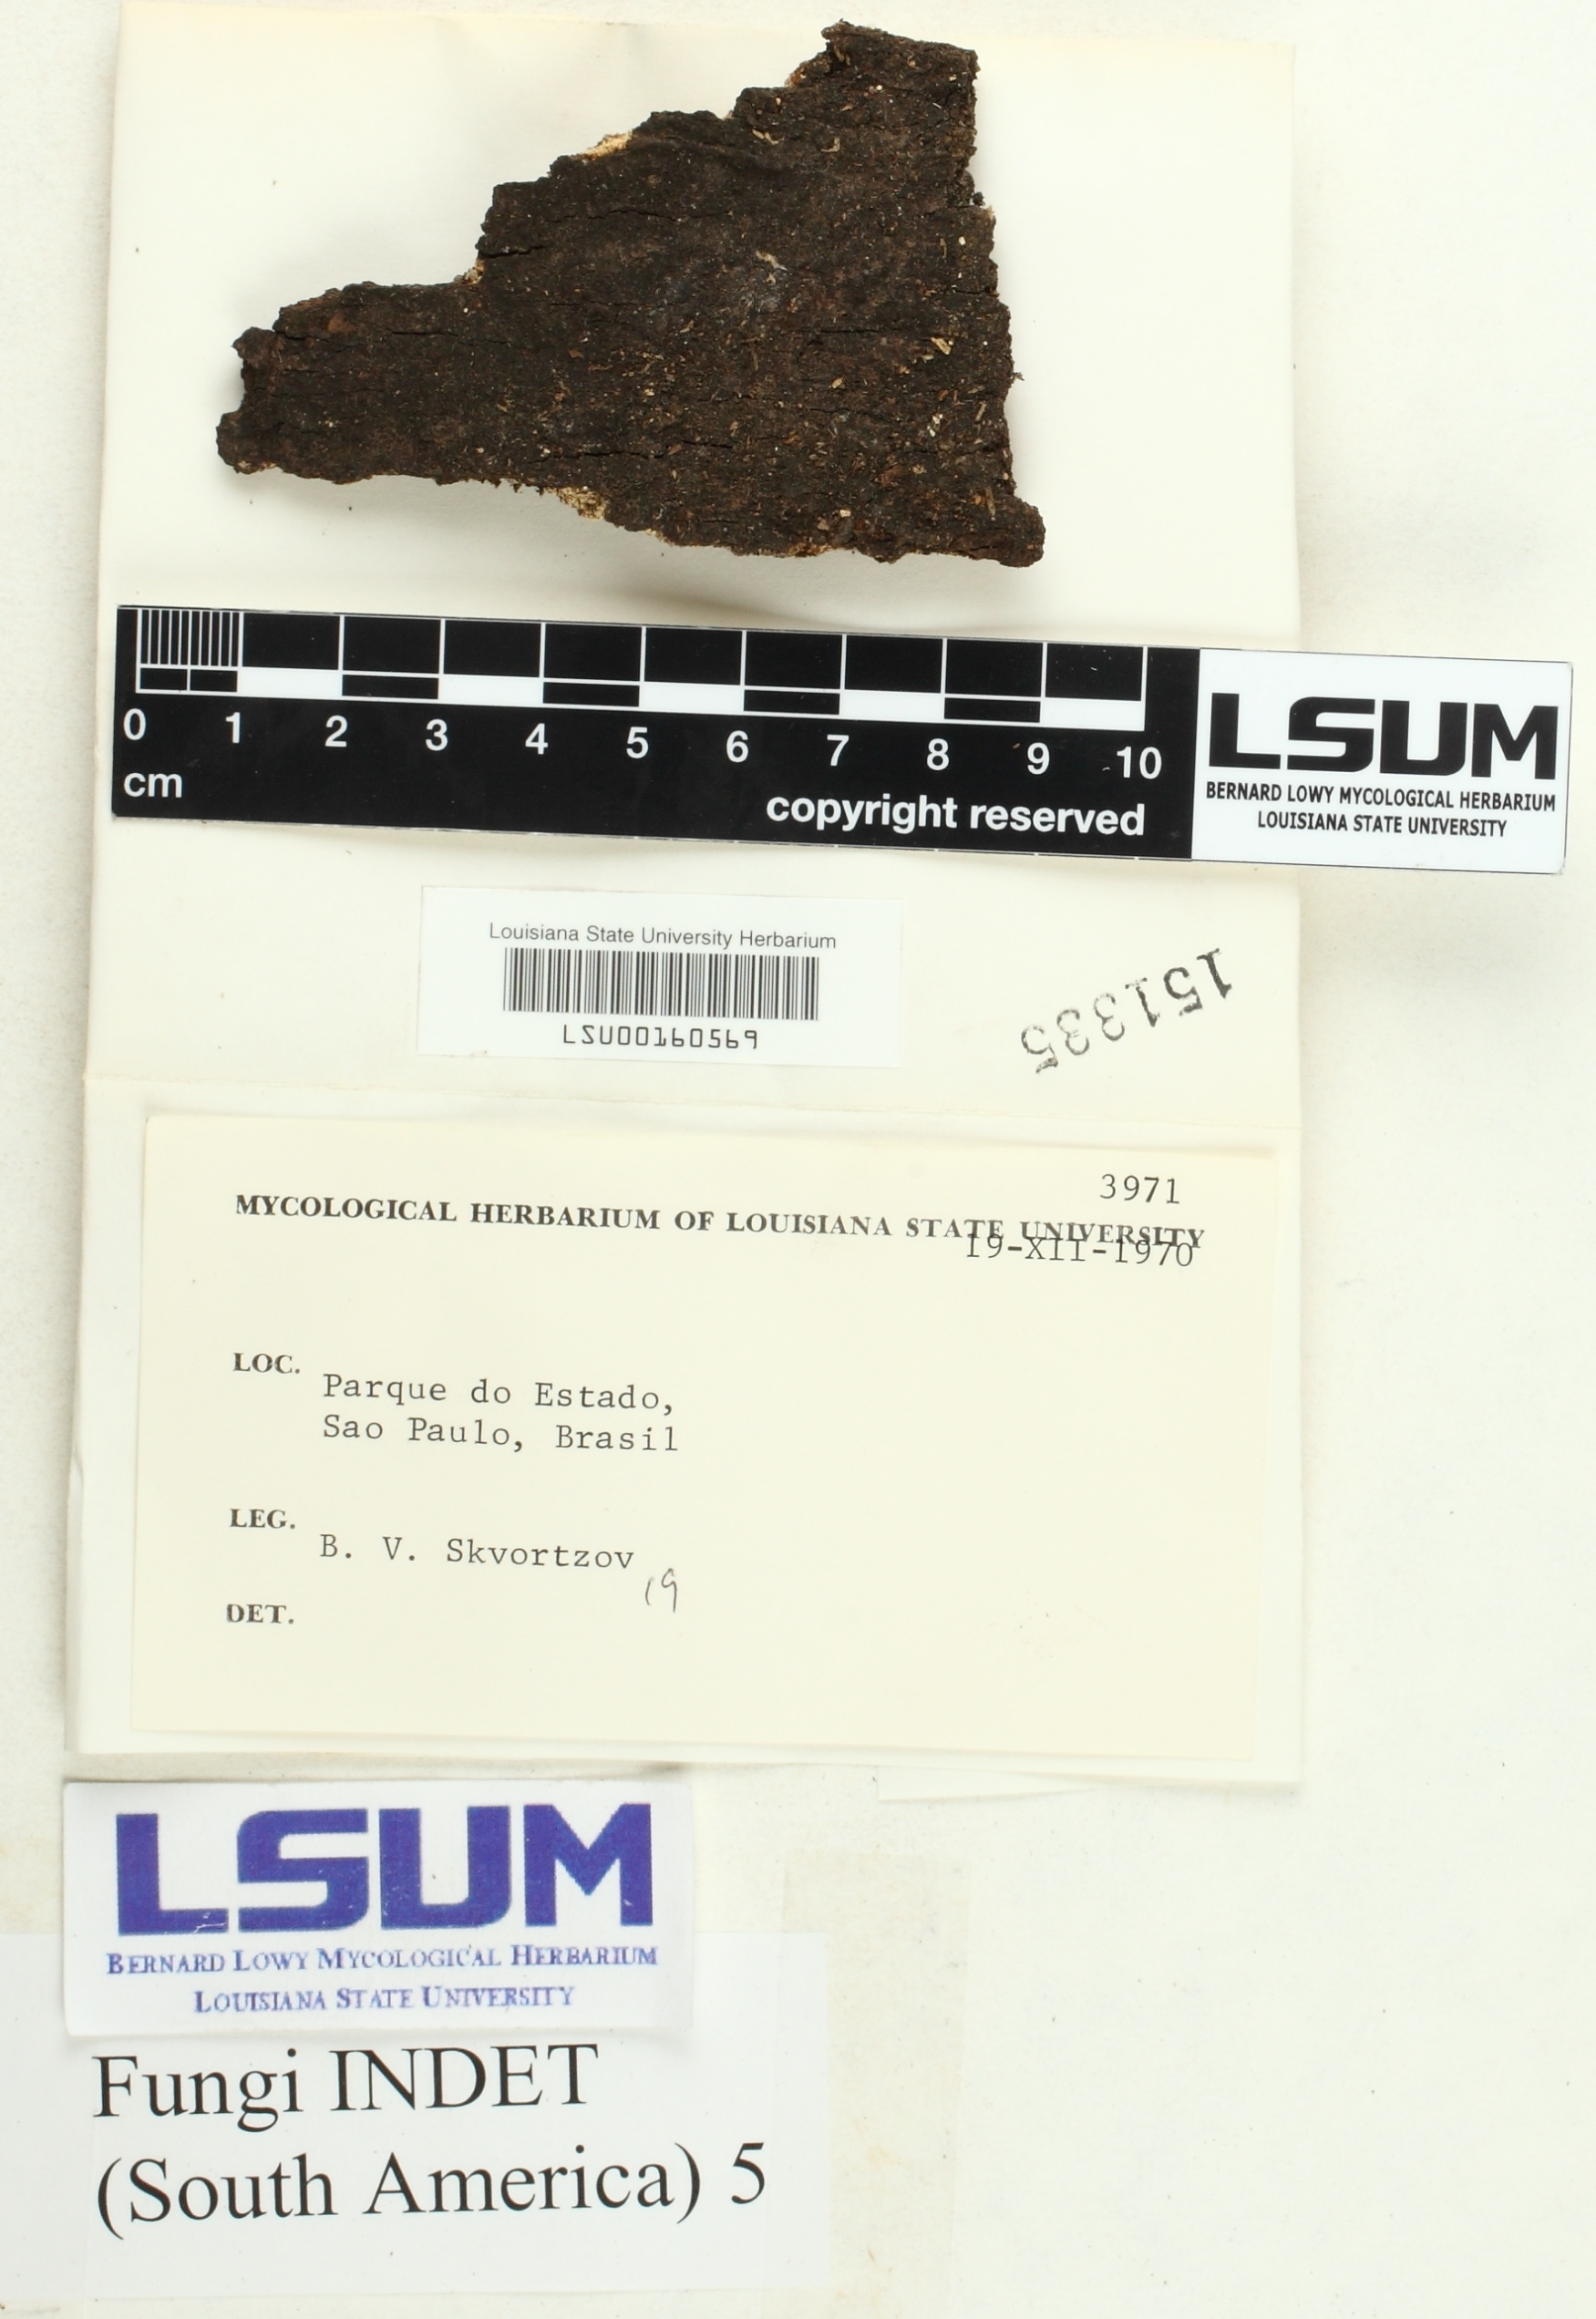 0 1 2 3 4 5 6 7 8 9 10
cm
copyright reserved
LSUM
BERNARD LOWY MYCOLOGICAL HERBARIUM
LOUISIANA STATE UNIVERSITY
Louisiana State University Herbarium
LSU00160569
151335
3971
MYCOLOGICAL HERBARIUM OF LOUISIANA STATE UNIVERSITY
19-XII-1970
LOC.
Parque do Estado,
Sao Paulo, Brasil
LEG.
B. V. Skvortzov
19
DET.
LSUM
BERNARD LOWY MYCOLOGICAL HERBARIUM
LOUISIANA STATE UNIVERSITY
Fungi INDET
(South America) 5